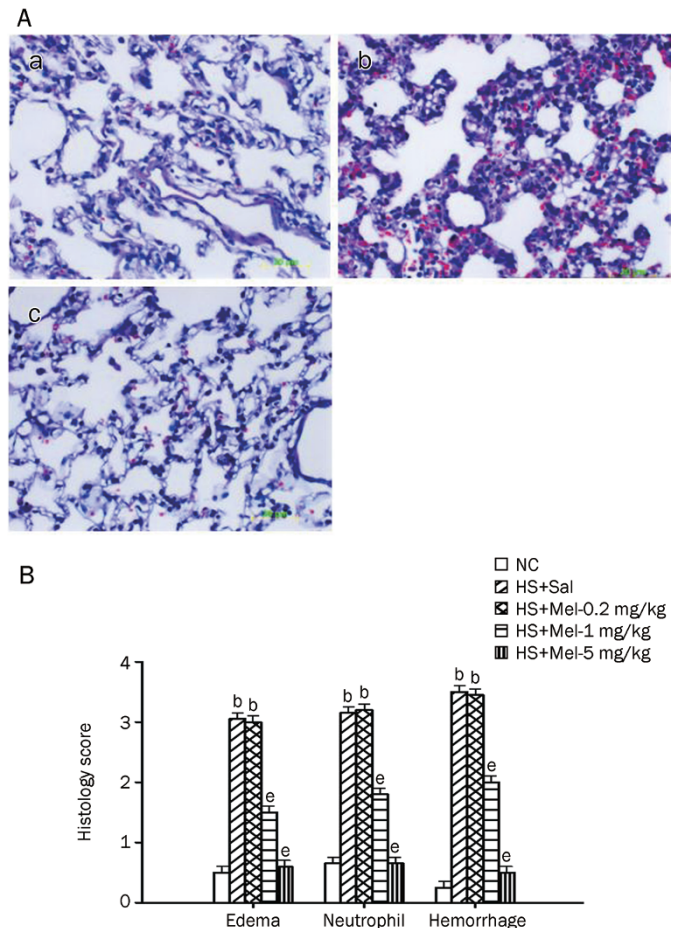 A
a
b
c
B
NC
HS+Sal
HS+Mel-0.2 mg/kg
HS+Mel-1 mg/kg
HS+Mel-5 mg/kg
Histology score
4
3
2
1
0
b b
e
e
b b
e
e
b b
e
e
Edema Neutrophil Hemorrhage